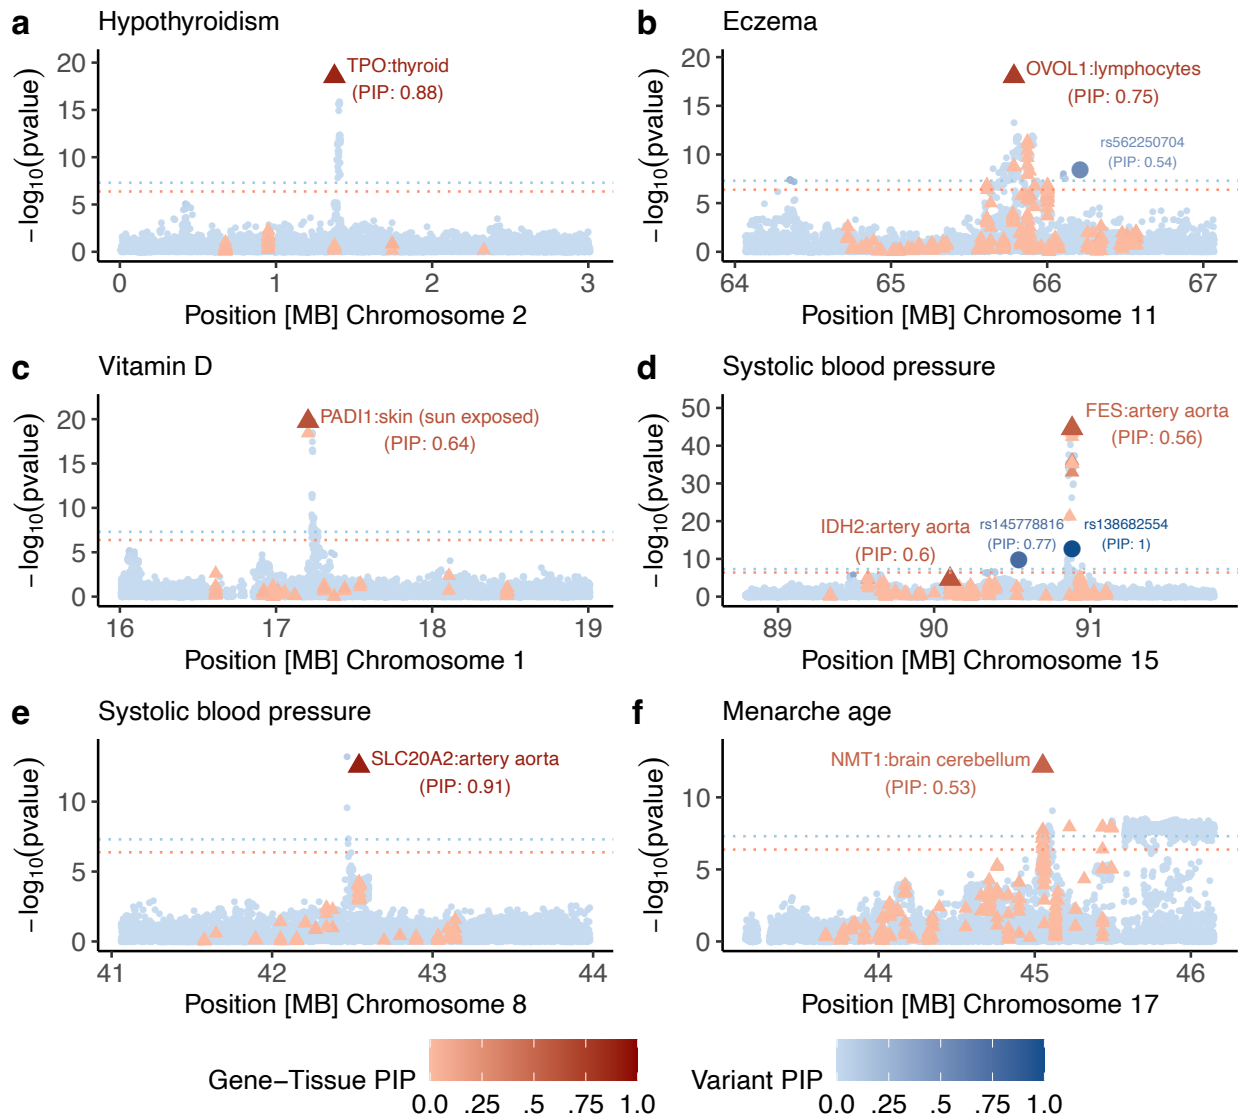 a Hypothyroidism
−log10(pvalue)
20
15
10
5
0
TPO:thyroid
(PIP: 0.88)
0 1 2 3
Position [MB] Chromosome 2
b Eczema
−log10(pvalue)
20
15
10
5
0
OVOL1:lymphocytes
(PIP: 0.75)
rs562250704
(PIP: 0.54)
64 65 66 67
Position [MB] Chromosome 11
c Vitamin D
−log10(pvalue)
20
15
10
5
0
PADI1:skin (sun exposed)
(PIP: 0.64)
16 17 18 19
Position [MB] Chromosome 1
d Systolic blood pressure
−log10(pvalue)
50
40
30
20
10
0
FES:artery aorta
(PIP: 0.56)
IDH2:artery aorta
(PIP: 0.6)
rs145778816
(PIP: 0.77)
rs138682554
(PIP: 1)
89 90 91
Position [MB] Chromosome 15
e Systolic blood pressure
−log10(pvalue)
10
5
0
SLC20A2:artery aorta
(PIP: 0.91)
41 42 43 44
Position [MB] Chromosome 8
f Menarche age
−log10(pvalue)
10
5
0
NMT1:brain cerebellum
(PIP: 0.53)
44 45 46
Position [MB] Chromosome 17
Gene−Tissue PIP
0.0 .25 .5 .75 1.0
Variant PIP
0.0 .25 .5 .75 1.0